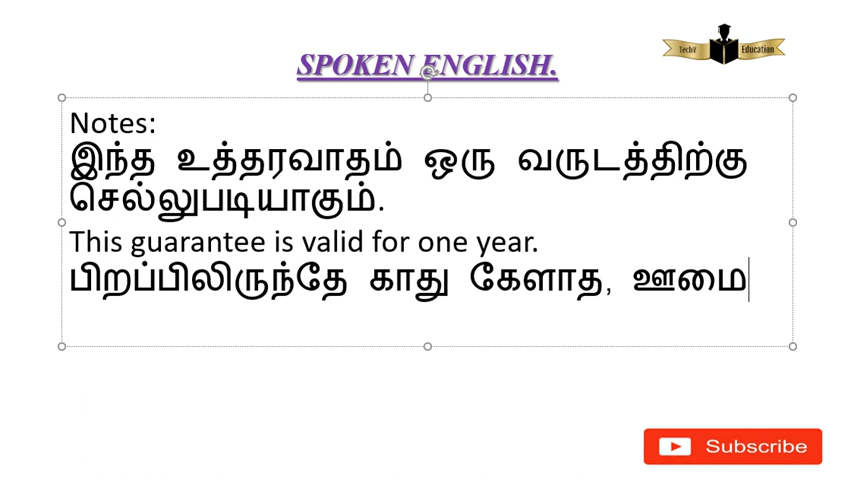 SPOKEN ENGLISH.
TechV Education
Notes:
இந்த உத்தரவாதம் ஒரு வருடத்திற்கு
செல்லுபடியாகும்.
This guarantee is valid for one year.
பிறப்பிலிருந்தே காது கேளாத, ஊமை
Subscribe